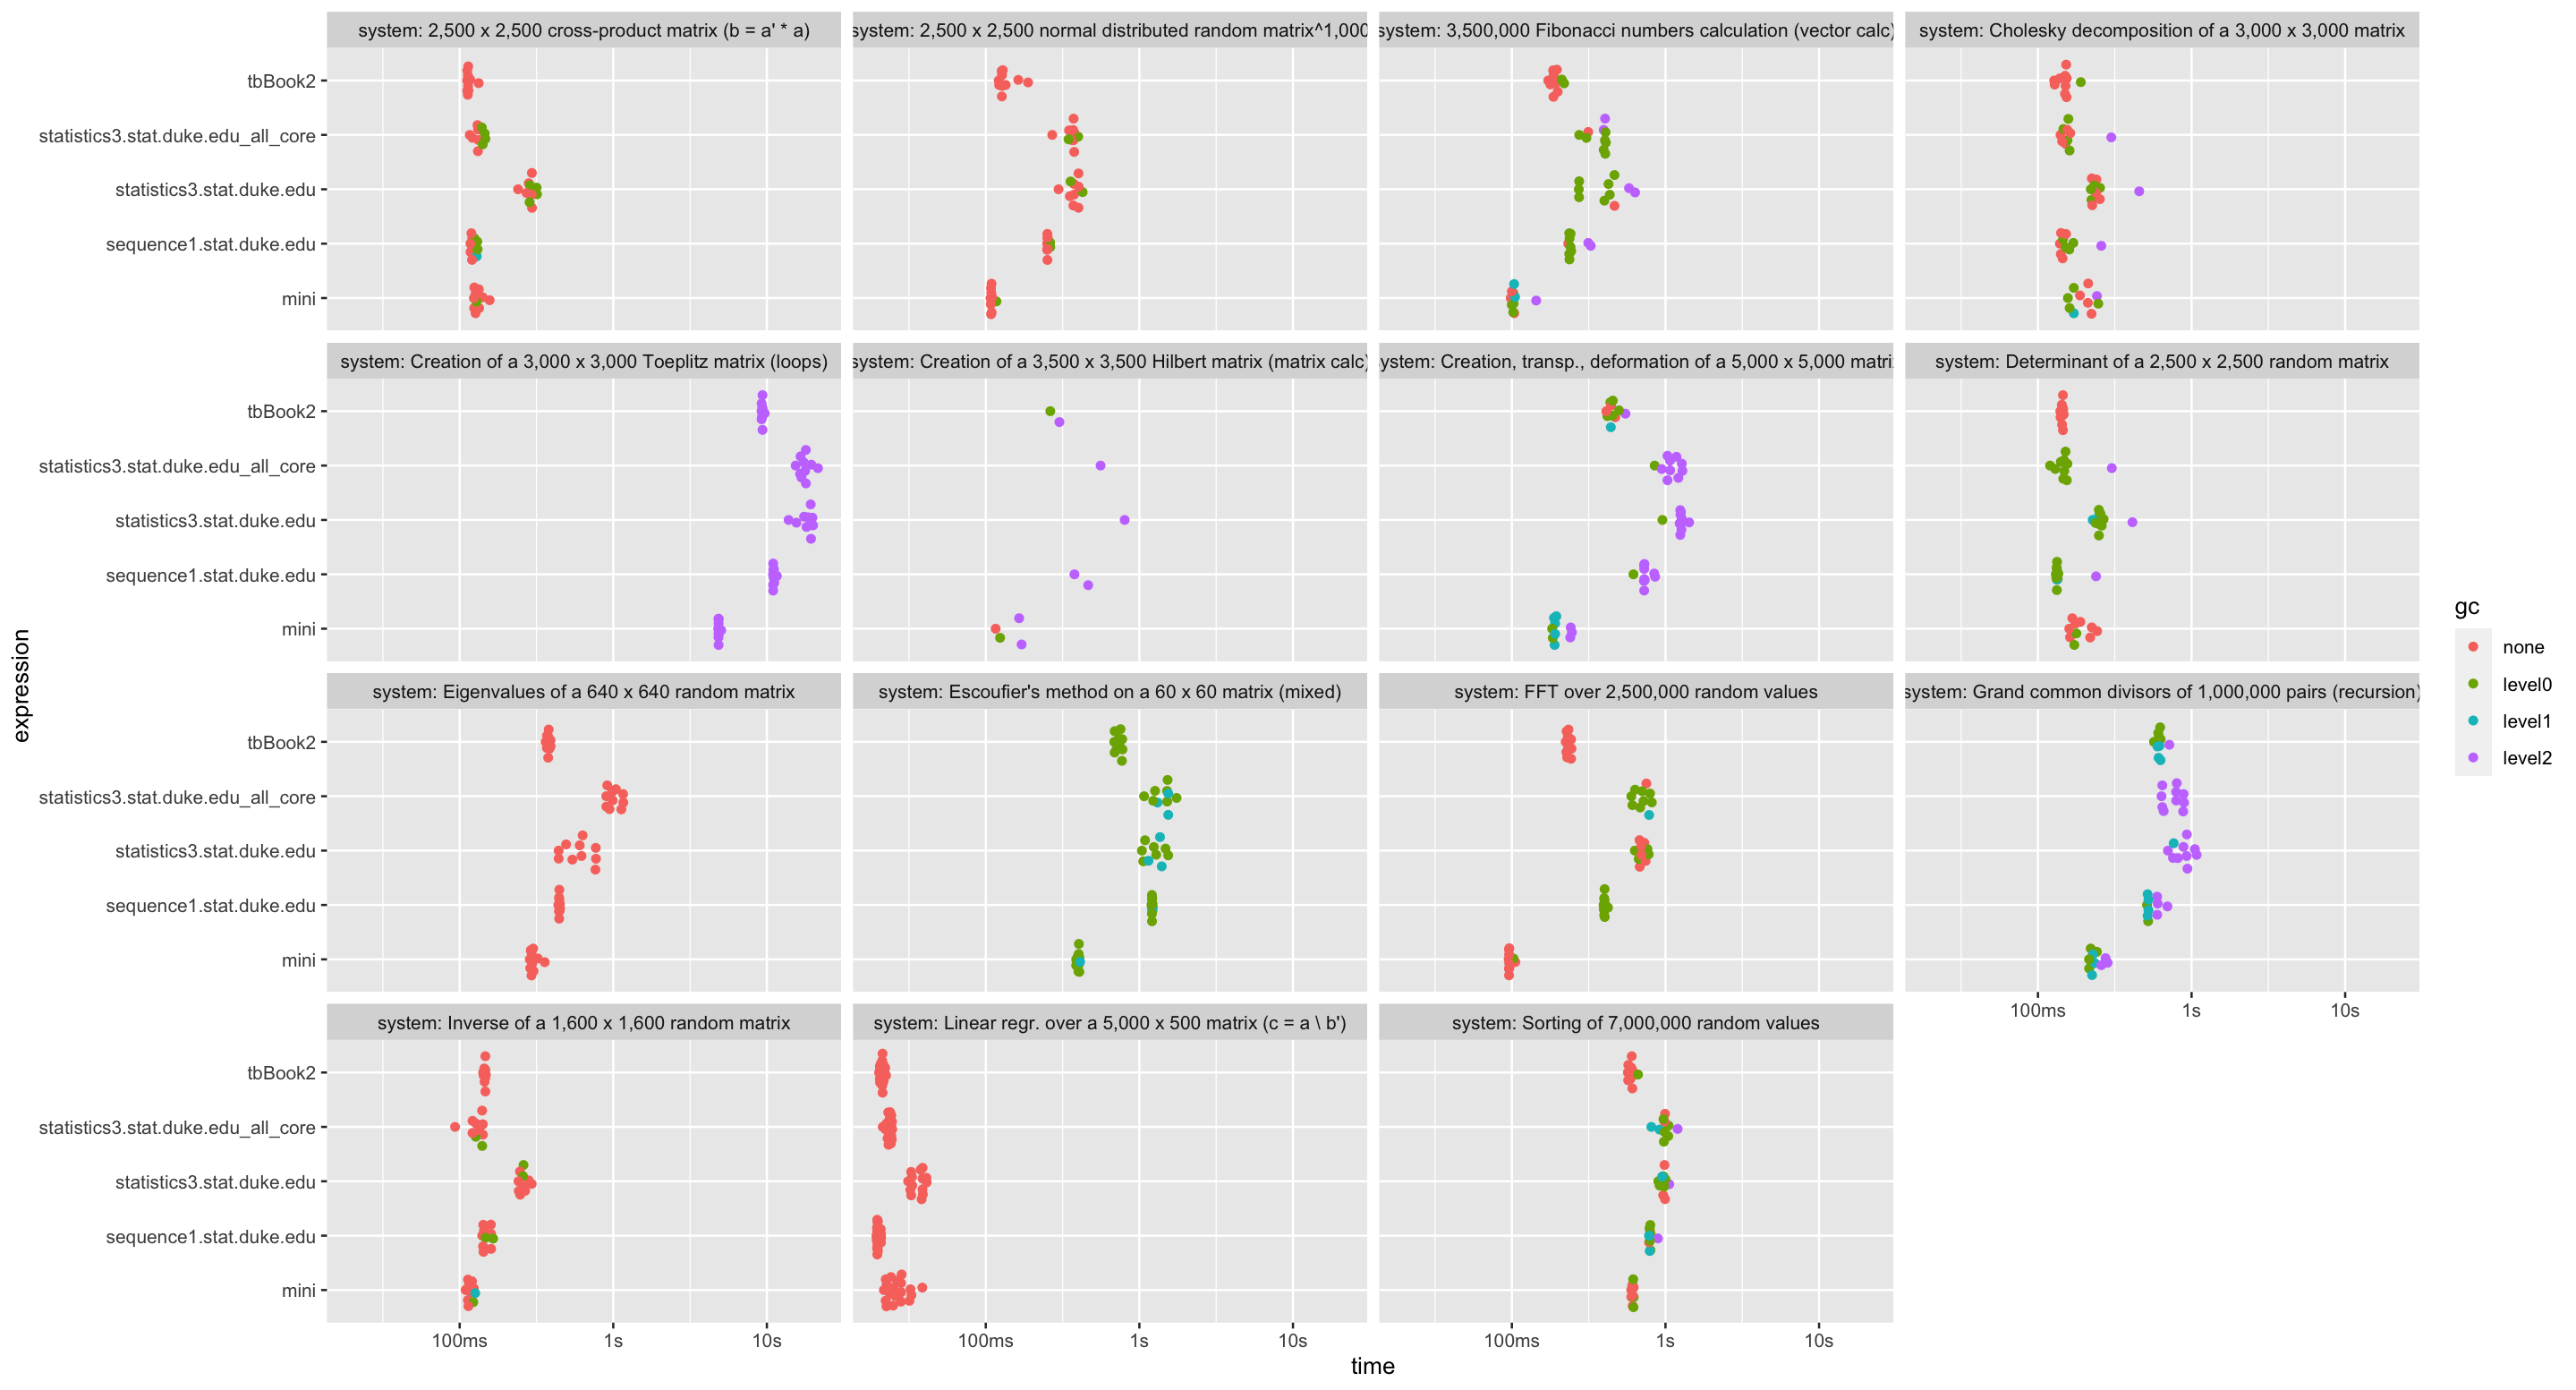 system: 2,500 x 2,500 cross-product matrix (b = a' * a)
system: 2,500 x 2,500 normal distributed random matrix^1,000
system: 3,500,000 Fibonacci numbers calculation (vector calc)
system: Cholesky decomposition of a 3,000 x 3,000 matrix
tbBook2
statistics3.stat.duke.edu_all_core
statistics3.stat.duke.edu
sequence1.stat.duke.edu
mini
system: Creation of a 3,000 x 3,000 Toeplitz matrix (loops)
system: Creation of a 3,500 x 3,500 Hilbert matrix (matrix calc)
ystem: Creation, transp., deformation of a 5,000 x 5,000 matri
system: Determinant of a 2,500 x 2,500 random matrix
tbBook2
statistics3.stat.duke.edu_all_core
statistics3.stat.duke.edu
sequence1.stat.duke.edu
mini
system: Eigenvalues of a 640 x 640 random matrix
system: Escoufier's method on a 60 x 60 matrix (mixed)
system: FFT over 2,500,000 random values
system: Grand common divisors of 1,000,000 pairs (recursion)
tbBook2
statistics3.stat.duke.edu_all_core
statistics3.stat.duke.edu
sequence1.stat.duke.edu
mini
100ms 1s 10s
system: Inverse of a 1,600 x 1,600 random matrix
system: Linear regr. over a 5,000 x 500 matrix (c = a \ b')
system: Sorting of 7,000,000 random values
tbBook2
statistics3.stat.duke.edu_all_core
statistics3.stat.duke.edu
sequence1.stat.duke.edu
mini
100ms 1s 10s
100ms 1s 10s
100ms 1s 10s
time
expression
gc
none
level0
level1
level2